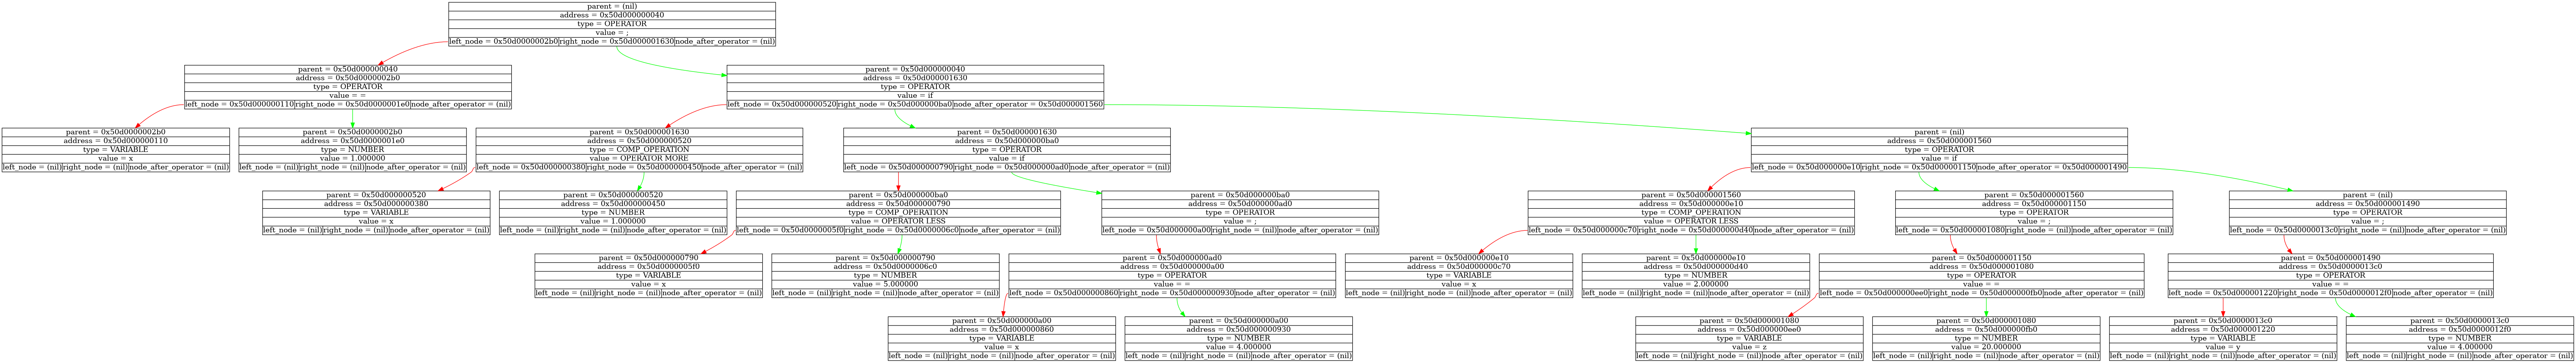 parent = (nil)
address = 0x50d000000040
type = OPERATOR
value = ;
left_node = 0x50d0000002b0 right_node = 0x50d000001630 node_after_operator = (nil)
parent = 0x50d000000040
address = 0x50d0000002b0
type = OPERATOR
value = =
left_node = 0x50d000000110 right_node = 0x50d0000001e0 node_after_operator = (nil)
parent = 0x50d000000040
address = 0x50d000001630
type = OPERATOR
value = if
left_node = 0x50d000000520 right_node = 0x50d000000ba0 node_after_operator = 0x50d000001560
parent = 0x50d0000002b0
address = 0x50d000000110
type = VARIABLE
value = x
left_node = (nil) right_node = (nil) node_after_operator = (nil)
parent = 0x50d0000002b0
address = 0x50d0000001e0
type = NUMBER
value = 1.000000
left_node = (nil) right_node = (nil) node_after_operator = (nil)
parent = 0x50d000001630
address = 0x50d000000520
type = COMP_OPERATION
value = OPERATOR MORE
left_node = 0x50d000000380 right_node = 0x50d000000450 node_after_operator = (nil)
parent = 0x50d000001630
address = 0x50d000000ba0
type = OPERATOR
value = if
left_node = 0x50d000000790 right_node = 0x50d000000ad0 node_after_operator = (nil)
parent = (nil)
address = 0x50d000001560
type = OPERATOR
value = if
left_node = 0x50d000000e10 right_node = 0x50d000001150 node_after_operator = 0x50d000001490
parent = 0x50d000000520
address = 0x50d000000380
type = VARIABLE
value = x
left_node = (nil) right_node = (nil) node_after_operator = (nil)
parent = 0x50d000000520
address = 0x50d000000450
type = NUMBER
value = 1.000000
left_node = (nil) right_node = (nil) node_after_operator = (nil)
parent = 0x50d000000ba0
address = 0x50d000000790
type = COMP_OPERATION
value = OPERATOR LESS
left_node = 0x50d0000005f0 right_node = 0x50d0000006c0 node_after_operator = (nil)
parent = 0x50d000000ba0
address = 0x50d000000ad0
type = OPERATOR
value = ;
left_node = 0x50d000000a00 right_node = (nil) node_after_operator = (nil)
parent = 0x50d000001560
address = 0x50d000000e10
type = COMP_OPERATION
value = OPERATOR LESS
left_node = 0x50d000000c70 right_node = 0x50d000000d40 node_after_operator = (nil)
parent = 0x50d000001560
address = 0x50d000001150
type = OPERATOR
value = ;
left_node = 0x50d000001080 right_node = (nil) node_after_operator = (nil)
parent = (nil)
address = 0x50d000001490
type = OPERATOR
value = ;
left_node = 0x50d0000013c0 right_node = (nil) node_after_operator = (nil)
parent = 0x50d000000790
address = 0x50d0000005f0
type = VARIABLE
value = x
left_node = (nil) right_node = (nil) node_after_operator = (nil)
parent = 0x50d000000790
address = 0x50d0000006c0
type = NUMBER
value = 5.000000
left_node = (nil) right_node = (nil) node_after_operator = (nil)
parent = 0x50d000000ad0
address = 0x50d000000a00
type = OPERATOR
value = =
left_node = 0x50d000000860 right_node = 0x50d000000930 node_after_operator = (nil)
parent = 0x50d000000e10
address = 0x50d000000c70
type = VARIABLE
value = x
left_node = (nil) right_node = (nil) node_after_operator = (nil)
parent = 0x50d000000e10
address = 0x50d000000d40
type = NUMBER
value = 2.000000
left_node = (nil) right_node = (nil) node_after_operator = (nil)
parent = 0x50d000001150
address = 0x50d000001080
type = OPERATOR
value = =
left_node = 0x50d000000ee0 right_node = 0x50d000000fb0 node_after_operator = (nil)
parent = 0x50d000001490
address = 0x50d0000013c0
type = OPERATOR
value = =
left_node = 0x50d000001220 right_node = 0x50d0000012f0 node_after_operator = (nil)
parent = 0x50d000000a00
address = 0x50d000000860
type = VARIABLE
value = x
left_node = (nil) right_node = (nil) node_after_operator = (nil)
parent = 0x50d000000a00
address = 0x50d000000930
type = NUMBER
value = 4.000000
left_node = (nil) right_node = (nil) node_after_operator = (nil)
parent = 0x50d000001080
address = 0x50d000000ee0
type = VARIABLE
value = z
left_node = (nil) right_node = (nil) node_after_operator = (nil)
parent = 0x50d000001080
address = 0x50d000000fb0
type = NUMBER
value = 20.000000
left_node = (nil) right_node = (nil) node_after_operator = (nil)
parent = 0x50d0000013c0
address = 0x50d000001220
type = VARIABLE
value = y
left_node = (nil) right_node = (nil) node_after_operator = (nil)
parent = 0x50d0000013c0
address = 0x50d0000012f0
type = NUMBER
value = 4.000000
left_node = (nil) right_node = (nil) node_after_operator = (nil)